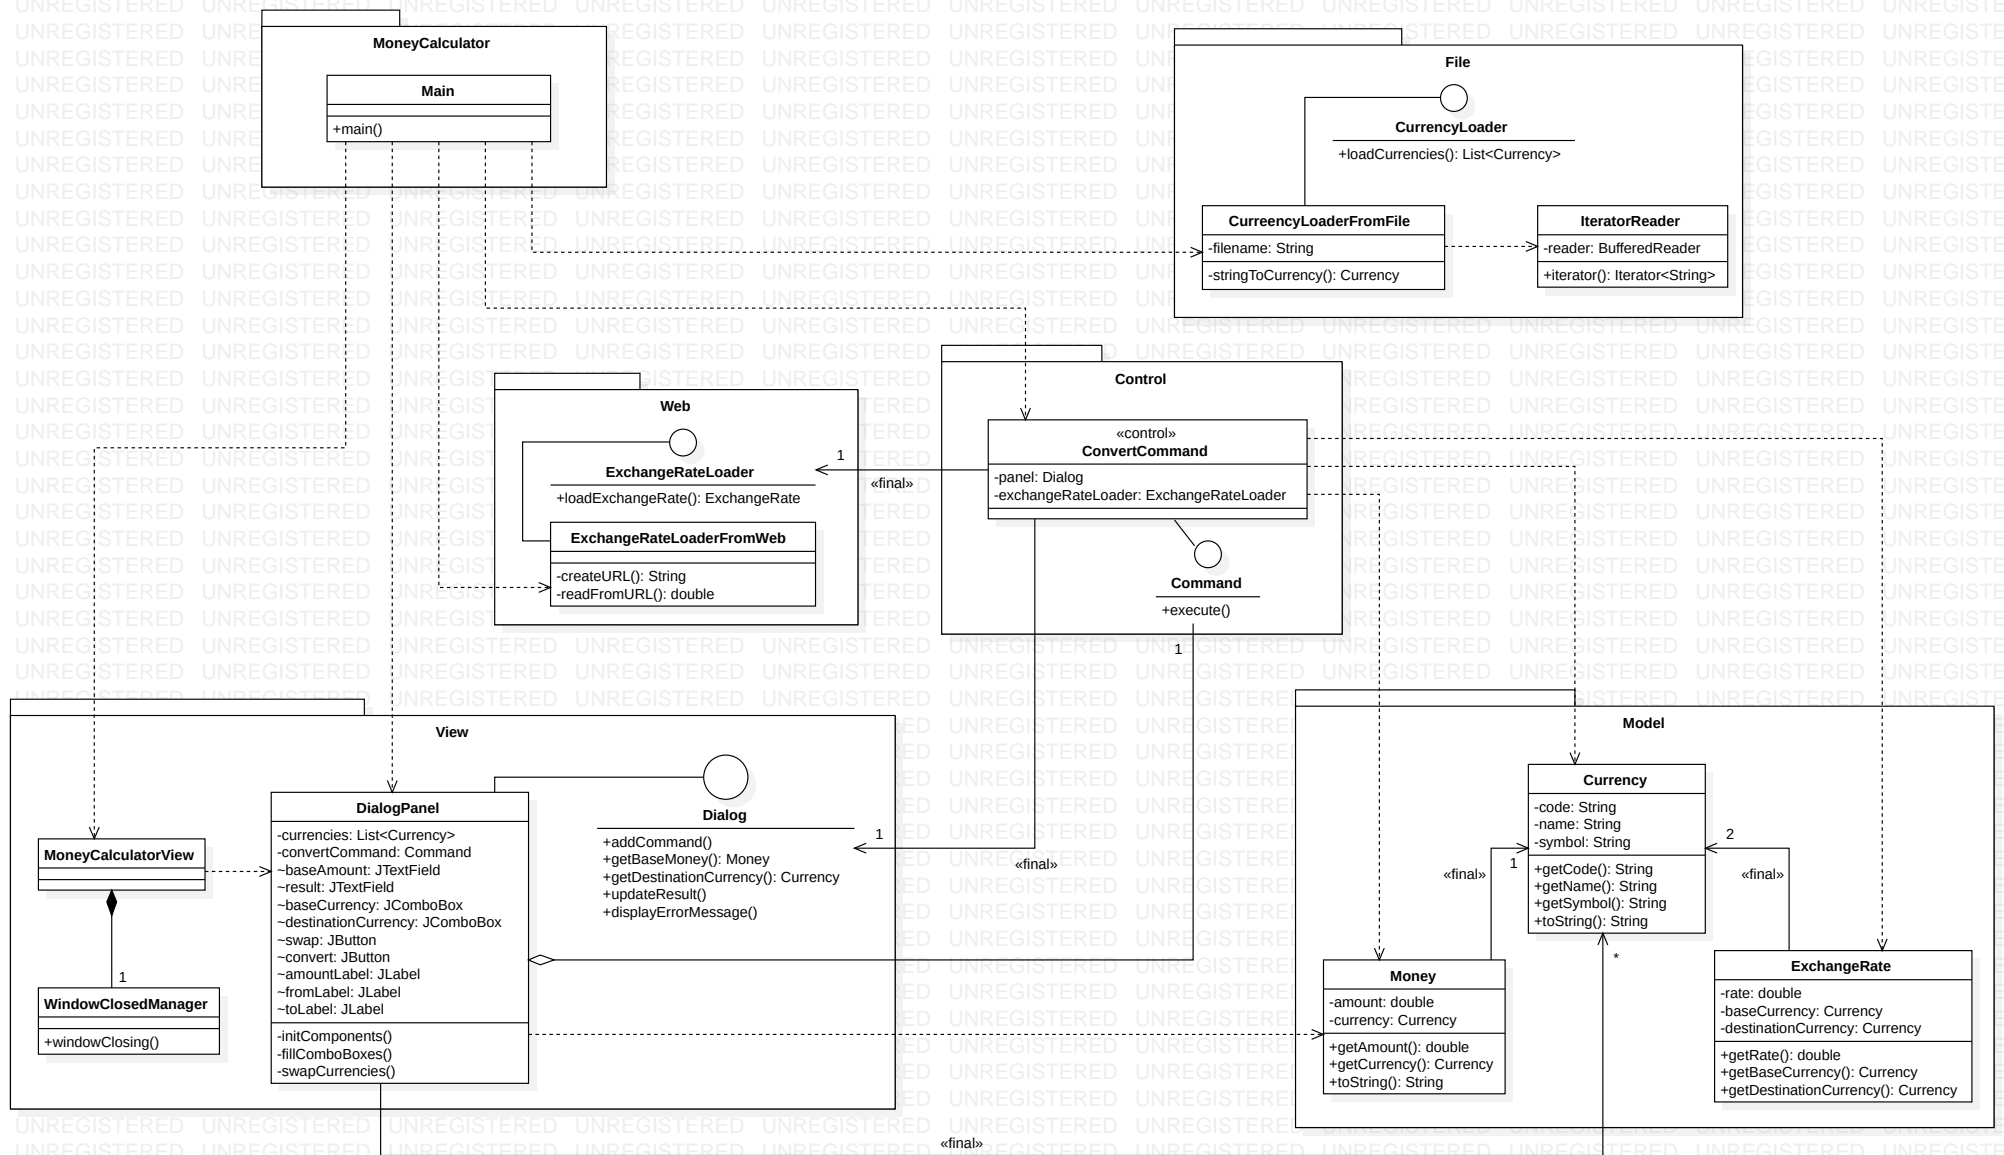 MoneyCalculator
Main
+main()
File
CurrencyLoader
+loadCurrencies(): List<Currency>
CurreencyLoaderFromFile
-filename: String
-stringToCurrency(): Currency
IteratorReader
-reader: BufferedReader
+iterator(): Iterator<String>
Web
ExchangeRateLoader
+loadExchangeRate(): ExchangeRate
ExchangeRateLoaderFromWeb
-createURL(): String
-readFromURL(): double
1
«final»
Control
«control»
ConvertCommand
-panel: Dialog
-exchangeRateLoader: ExchangeRateLoader
Command
+execute()
1
View
MoneyCalculatorView
1
WindowClosedManager
+windowClosing()
DialogPanel
-currencies: List<Currency>
-convertCommand: Command
~baseAmount: JTextField
~result: JTextField
~baseCurrency: JComboBox
~destinationCurrency: JComboBox
~swap: JButton
~convert: JButton
~amountLabel: JLabel
~fromLabel: JLabel
~toLabel: JLabel
-initComponents()
-fillComboBoxes()
-swapCurrencies()
Dialog
+addCommand()
+getBaseMoney(): Money
+getDestinationCurrency(): Currency
+updateResult()
+displayErrorMessage()
1
«final»
Model
Currency
-code: String
-name: String
-symbol: String
+getCode(): String
+getName(): String
+getSymbol(): String
+toString(): String
1
«final»
2
«final»
*
Money
-amount: double
-currency: Currency
+getAmount(): double
+getCurrency(): Currency
+toString(): String
ExchangeRate
-rate: double
-baseCurrency: Currency
-destinationCurrency: Currency
+getRate(): double
+getBaseCurrency(): Currency
+getDestinationCurrency(): Currency
«final»
UNREGISTERED